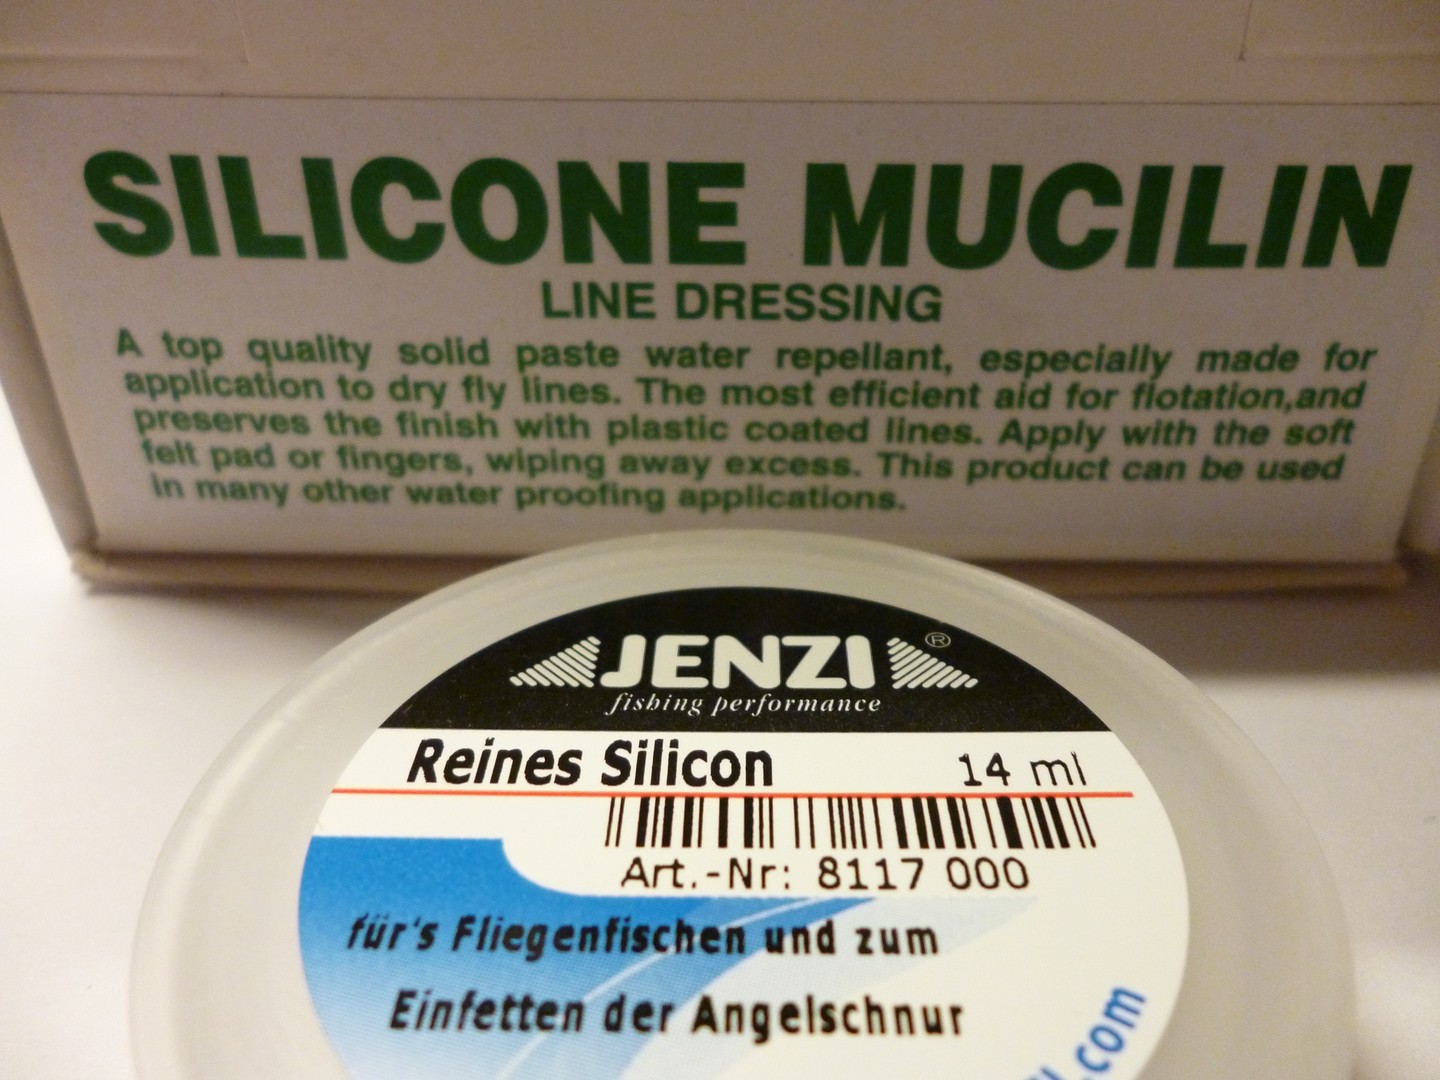 SILICONE MUCILIN
LINE DRESSING
A top quality solid paste water repellant, especially made for
application to dry fly lines. The most efficient aid for flotation,and
preserves the finish with plastic coated lines. Apply with the soft
felt pad or fingers, wiping away excess. This product can be used
in many other water proofing applications.
JENZI ®
fishing performance
Reines Silicon 14 ml
Art.-Nr: 8117 000
für's Fliegenfischen und zum
Einfetten der Angelschnur
.com